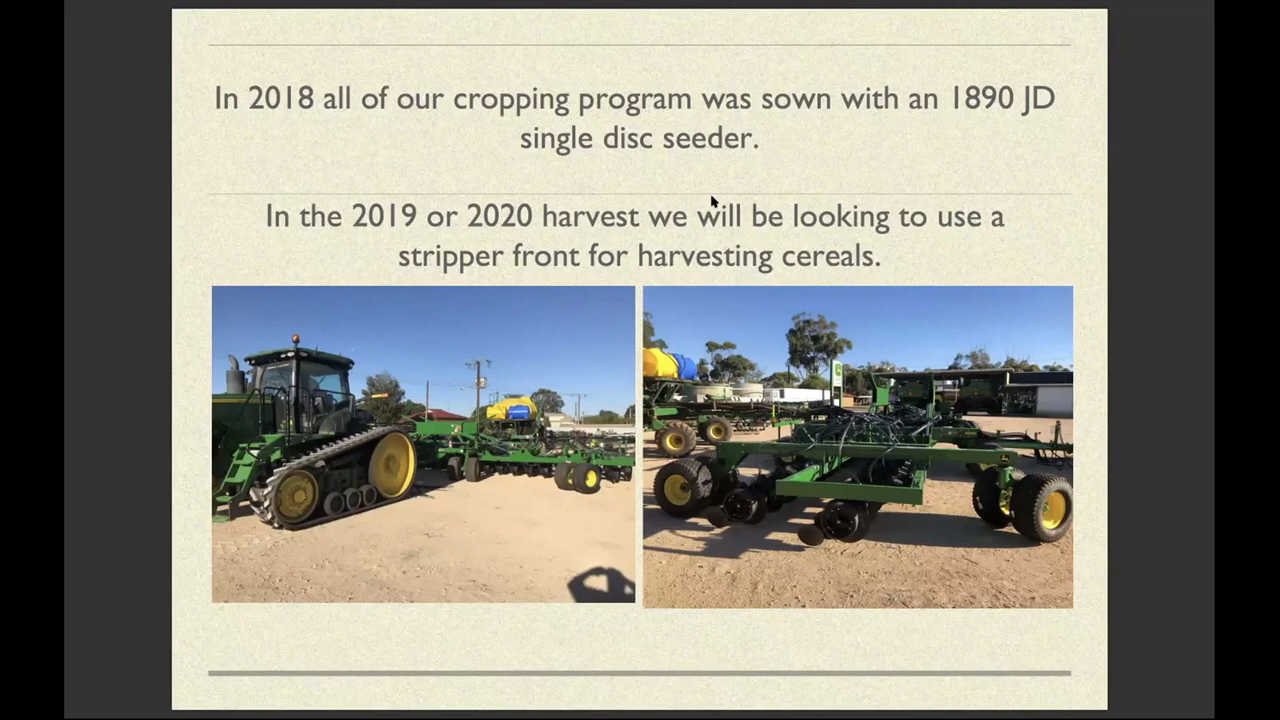 In 2018 all of our cropping program was sown with an 1890 JD
single disc seeder.
In the 2019 or 2020 harvest we will be looking to use a
stripper front for harvesting cereals.